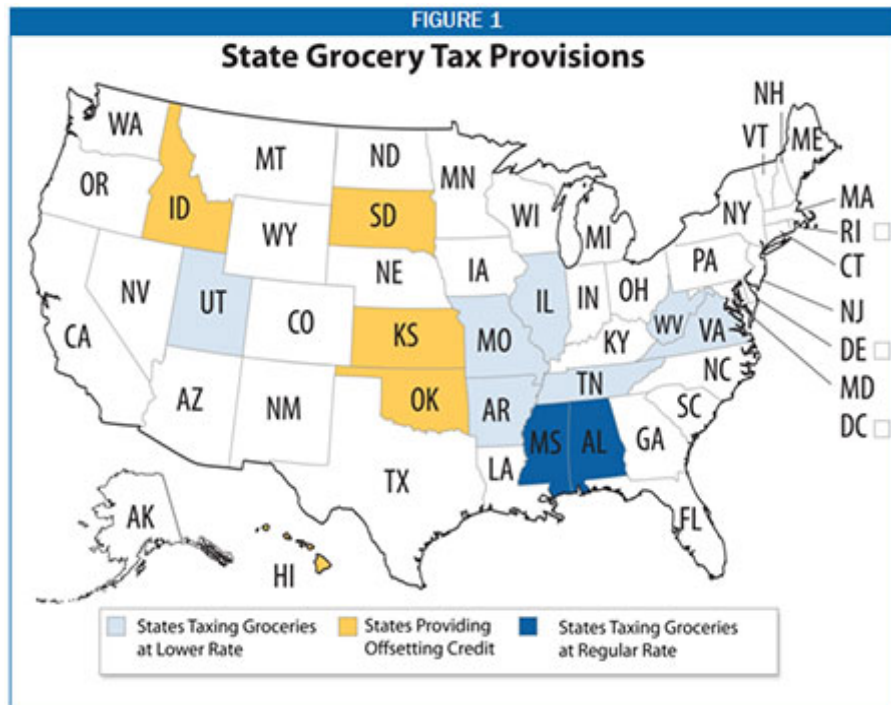 FIGURE 1
State Grocery Tax Provisions
NH
VT
ME
WA
MT
ND
MN
OR
ID
SD
WI
MI
NY
MA
RI
WY
CT
NE
IA
PA
NV
UT
IL
IN
OH
NJ
CO
WV
CA
KS
MO
KY
VA
DE
MD
AZ
NM
OK
AR
TN
NC
SC
DC
MS
AL
GA
TX
LA
AK
FL
HI
States Taxing Groceries
at Lower Rate
States Providing
Offsetting Credit
States Taxing Groceries
at Regular Rate